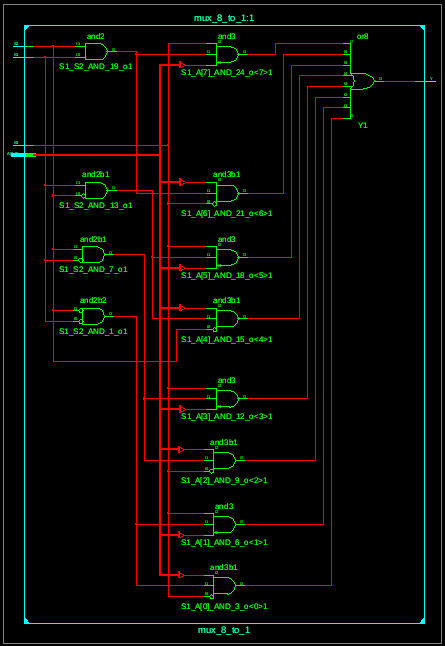 mux_8_to_1:1
and2
and3
or8
S1_S2_AND_19_o1
S1_A[7]_AND_24_o<7>1
Y1
and2b1
and3b1
S1_S2_AND_13_o1
S1_A[6]_AND_21_o<6>1
and2b1
and3
S1_S2_AND_7_o1
S1_A[5]_AND_18_o<5>1
and2b2
and3b1
S1_S2_AND_1_o1
S1_A[4]_AND_15_o<4>1
and3
S1_A[3]_AND_12_o<3>1
and3b1
S1_A[2]_AND_9_o<2>1
and3
S1_A[1]_AND_6_o<1>1
and3b1
S1_A[0]_AND_3_o<0>1
mux_8_to_1